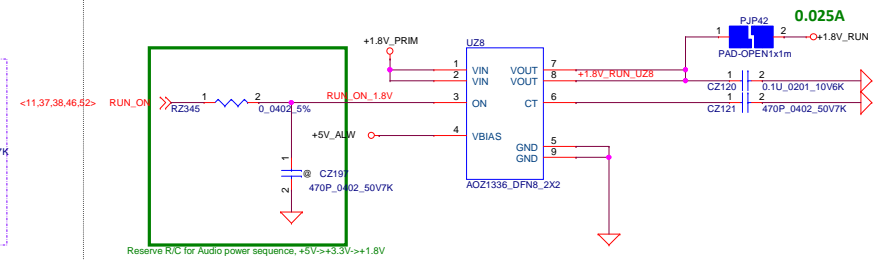 0.025A
PJP42
1
2
+1.8V_RUN
PAD-OPEN1x1m
+1.8V_PRIM
UZ8
1
VIN
VOUT
7
2
VIN
VOUT
8
+1.8V_RUN_UZ8
1
2
CZ120
0.1U_0201_10V6K
<11,37,38,46,52>
RUN_ON
RZ345
1
2
0_0402_5%
RUN_ON_1.8V
3
ON
CT
6
1
2
CZ121
470P_0402_50V7K
+5V_ALW
4
VBIAS
GND
5
GND
9
K
1
@
CZ197
2
470P_0402_50V7K
AOZ1336_DFN8_2X2
Reserve R/C for Audio power sequence, +5V->+3.3V->+1.8V